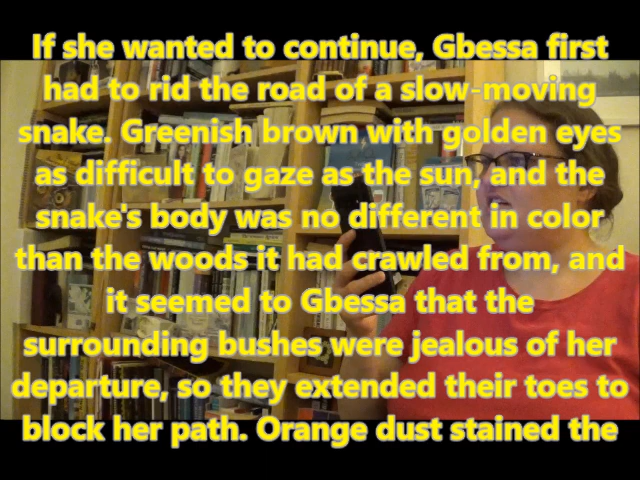 If she wanted to continue, Gbessa first
had to rid the road of a slow-moving
snake. Greenish brown with golden eyes
as difficult to gaze as the sun, and the
snake's body was no different in color
than the woods it had crawled from, and
it seemed to Gbessa that the
surrounding bushes were jealous of her
departure, so they extended their toes to
block her path. Orange dust stained the